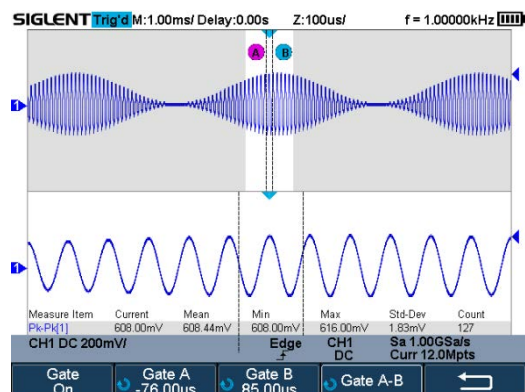 SIGLENT Trig'd M:1.00ms/ Delay:0.00s Z:100us/ f = 1.00000kHz
A B
1
1
Measure Item Current Mean Min Max Std-Dev Count
Pk-Pk[1] 608.00mV 608.44mV 608.00mV 616.00mV 1.83mV 127
CH1 DC 200mV/ Edge CH1 Sa 1.00GSa/s
DC Curr 12.0Mpts
Gate Gate A Gate B Gate A-B
On -76.00us 85.00us